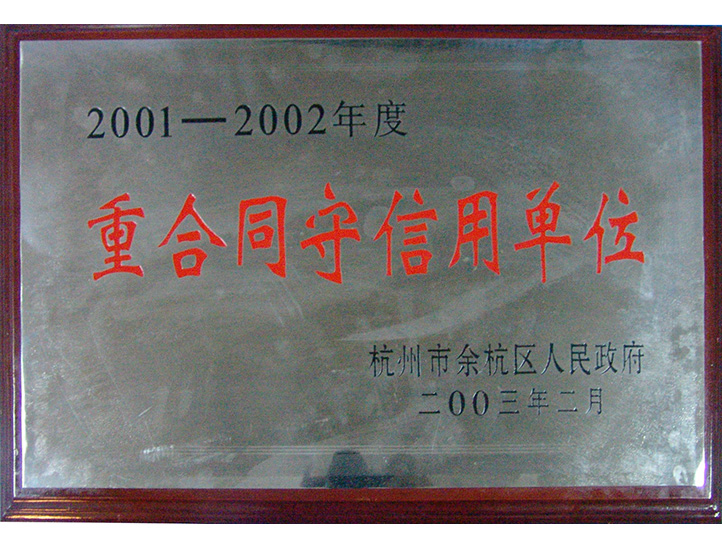 2001—2002年度
重合同守信用单位
杭州市余杭区人民政府
二00三年二月